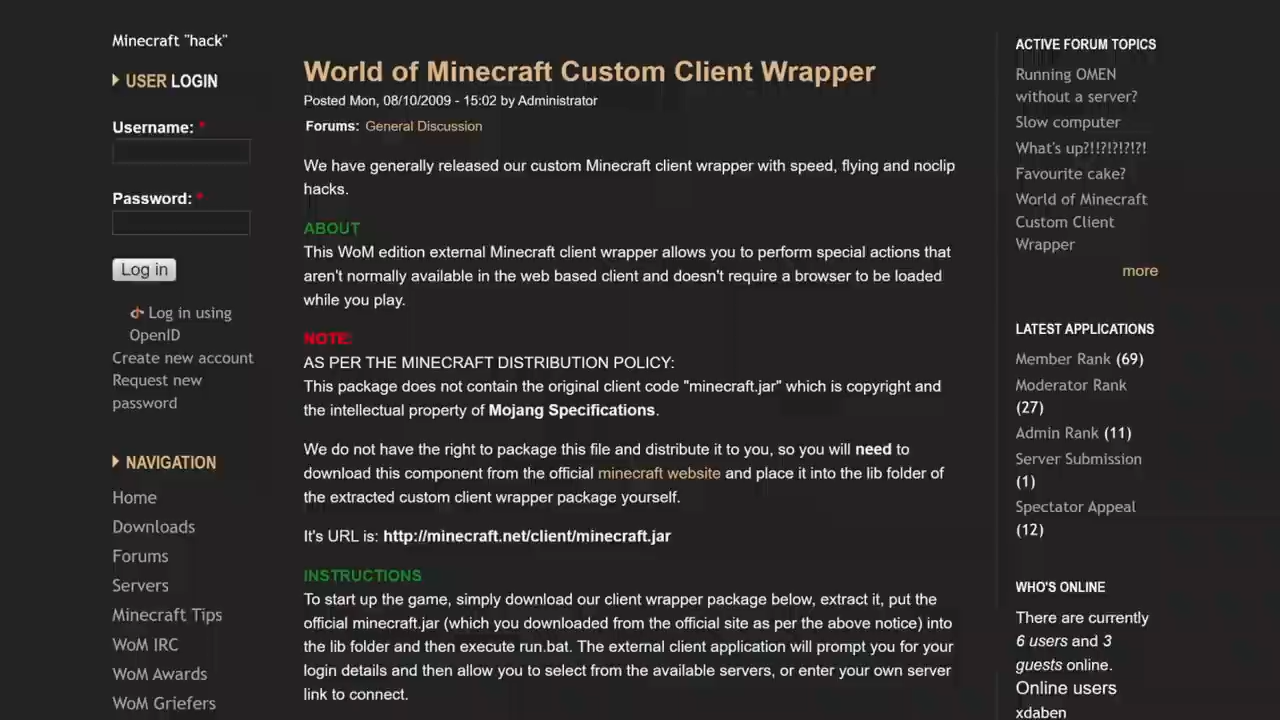 Minecraft "hack"
USER LOGIN
Username: *
Password: *
Log in
Log in using
OpenID
Create new account
Request new
password
NAVIGATION
Home
Downloads
Forums
Servers
Minecraft Tips
WoM IRC
WoM Awards
WoM Griefers
World of Minecraft Custom Client Wrapper
Posted Mon, 08/10/2009 - 15:02 by Administrator
Forums: General Discussion
We have generally released our custom Minecraft client wrapper with speed, flying and noclip
hacks.
ABOUT
This WoM edition external Minecraft client wrapper allows you to perform special actions that
aren't normally available in the web based client and doesn't require a browser to be loaded
while you play.
NOTE:
AS PER THE MINECRAFT DISTRIBUTION POLICY:
This package does not contain the original client code "minecraft.jar" which is copyright and
the intellectual property of Mojang Specifications.
We do not have the right to package this file and distribute it to you, so you will need to
download this component from the official minecraft website and place it into the lib folder of
the extracted custom client wrapper package yourself.
It's URL is: http://minecraft.net/client/minecraft.jar
INSTRUCTIONS
To start up the game, simply download our client wrapper package below, extract it, put the
official minecraft.jar (which you downloaded from the official site as per the above notice) into
the lib folder and then execute run.bat. The external client application will prompt you for your
login details and then allow you to select from the available servers, or enter your own server
link to connect.
ACTIVE FORUM TOPICS
Running OMEN
without a server?
Slow computer
What's up?!!?!?!?!?!
Favourite cake?
World of Minecraft
Custom Client
Wrapper
more
LATEST APPLICATIONS
Member Rank (69)
Moderator Rank
(27)
Admin Rank (11)
Server Submission
(1)
Spectator Appeal
(12)
WHO'S ONLINE
There are currently
6 users and 3
guests online.
Online users
xdaben